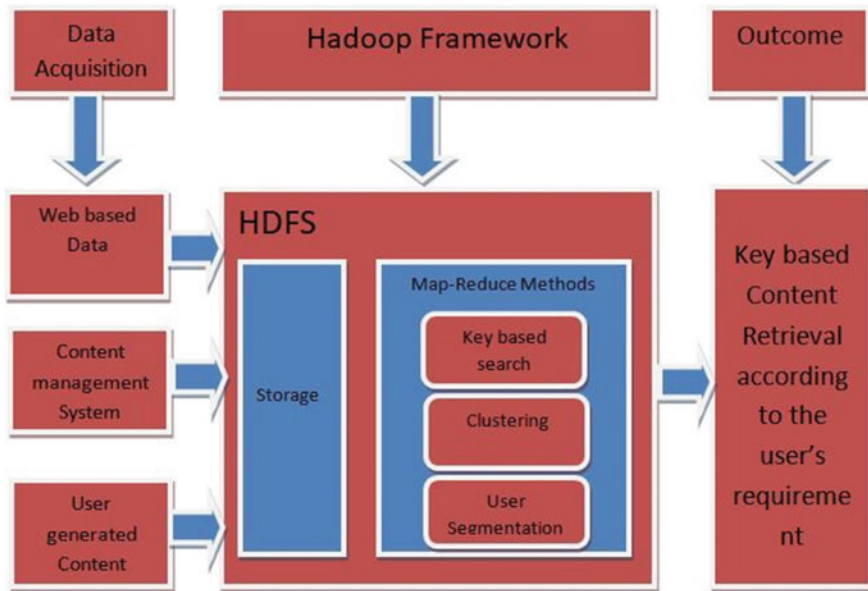 Data
Acquisition
Hadoop Framework
Outcome
Web based
Data
Content
management
System
User
generated
Content
HDFS
Storage
Map-Reduce Methods
Key based
search
Clustering
User
Segmentation
Key based
Content
Retrieval
according
to the
user's
requireme
nt